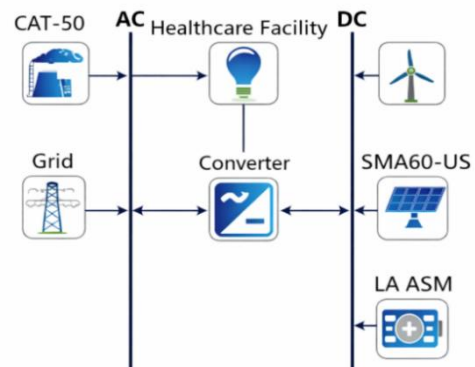 CAT-50
AC
Healthcare Facility
DC
Grid
Converter
SMA60-US
LA ASM